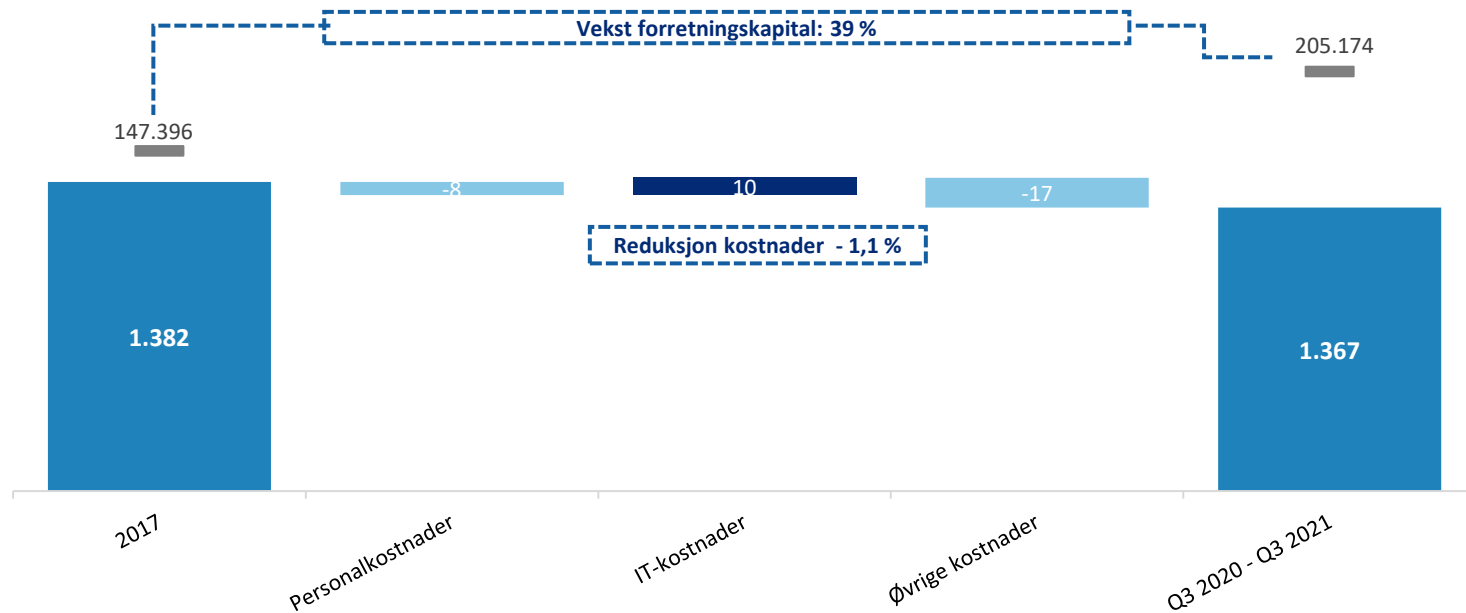 Vekst forretningskapital: 39 %
205.174
147.396
-8
10
-17
Reduksjon kostnader - 1,1 %
1.382
1.367
2017
Personalkostnader
IT-kostnader
Øvrige kostnader
Q3 2020 - Q3 2021